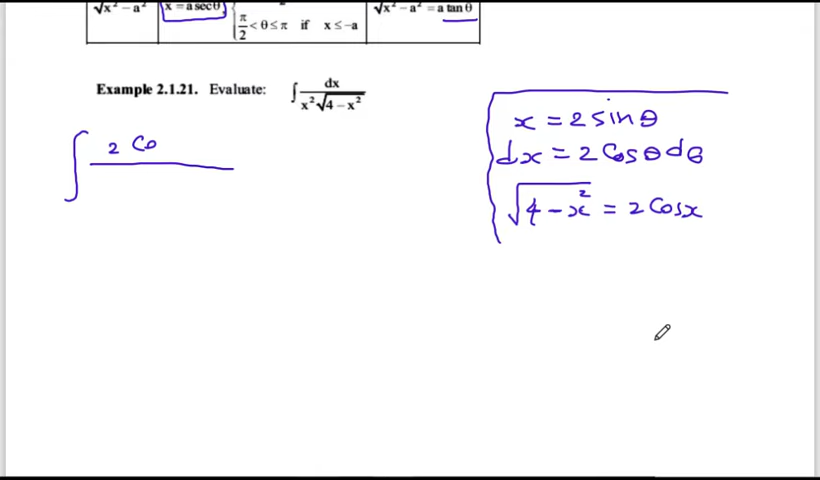 √x² − a² x = a secθ π/2 < θ ≤ π if x ≤ −a √x² − a² = a tanθ
Example 2.1.21. Evaluate: ∫ dx / x²√4 − x²
x = 2 sin θ
∫ 2 Co
dx = 2 Cosθ dθ
√4 − x² = 2 Cosx